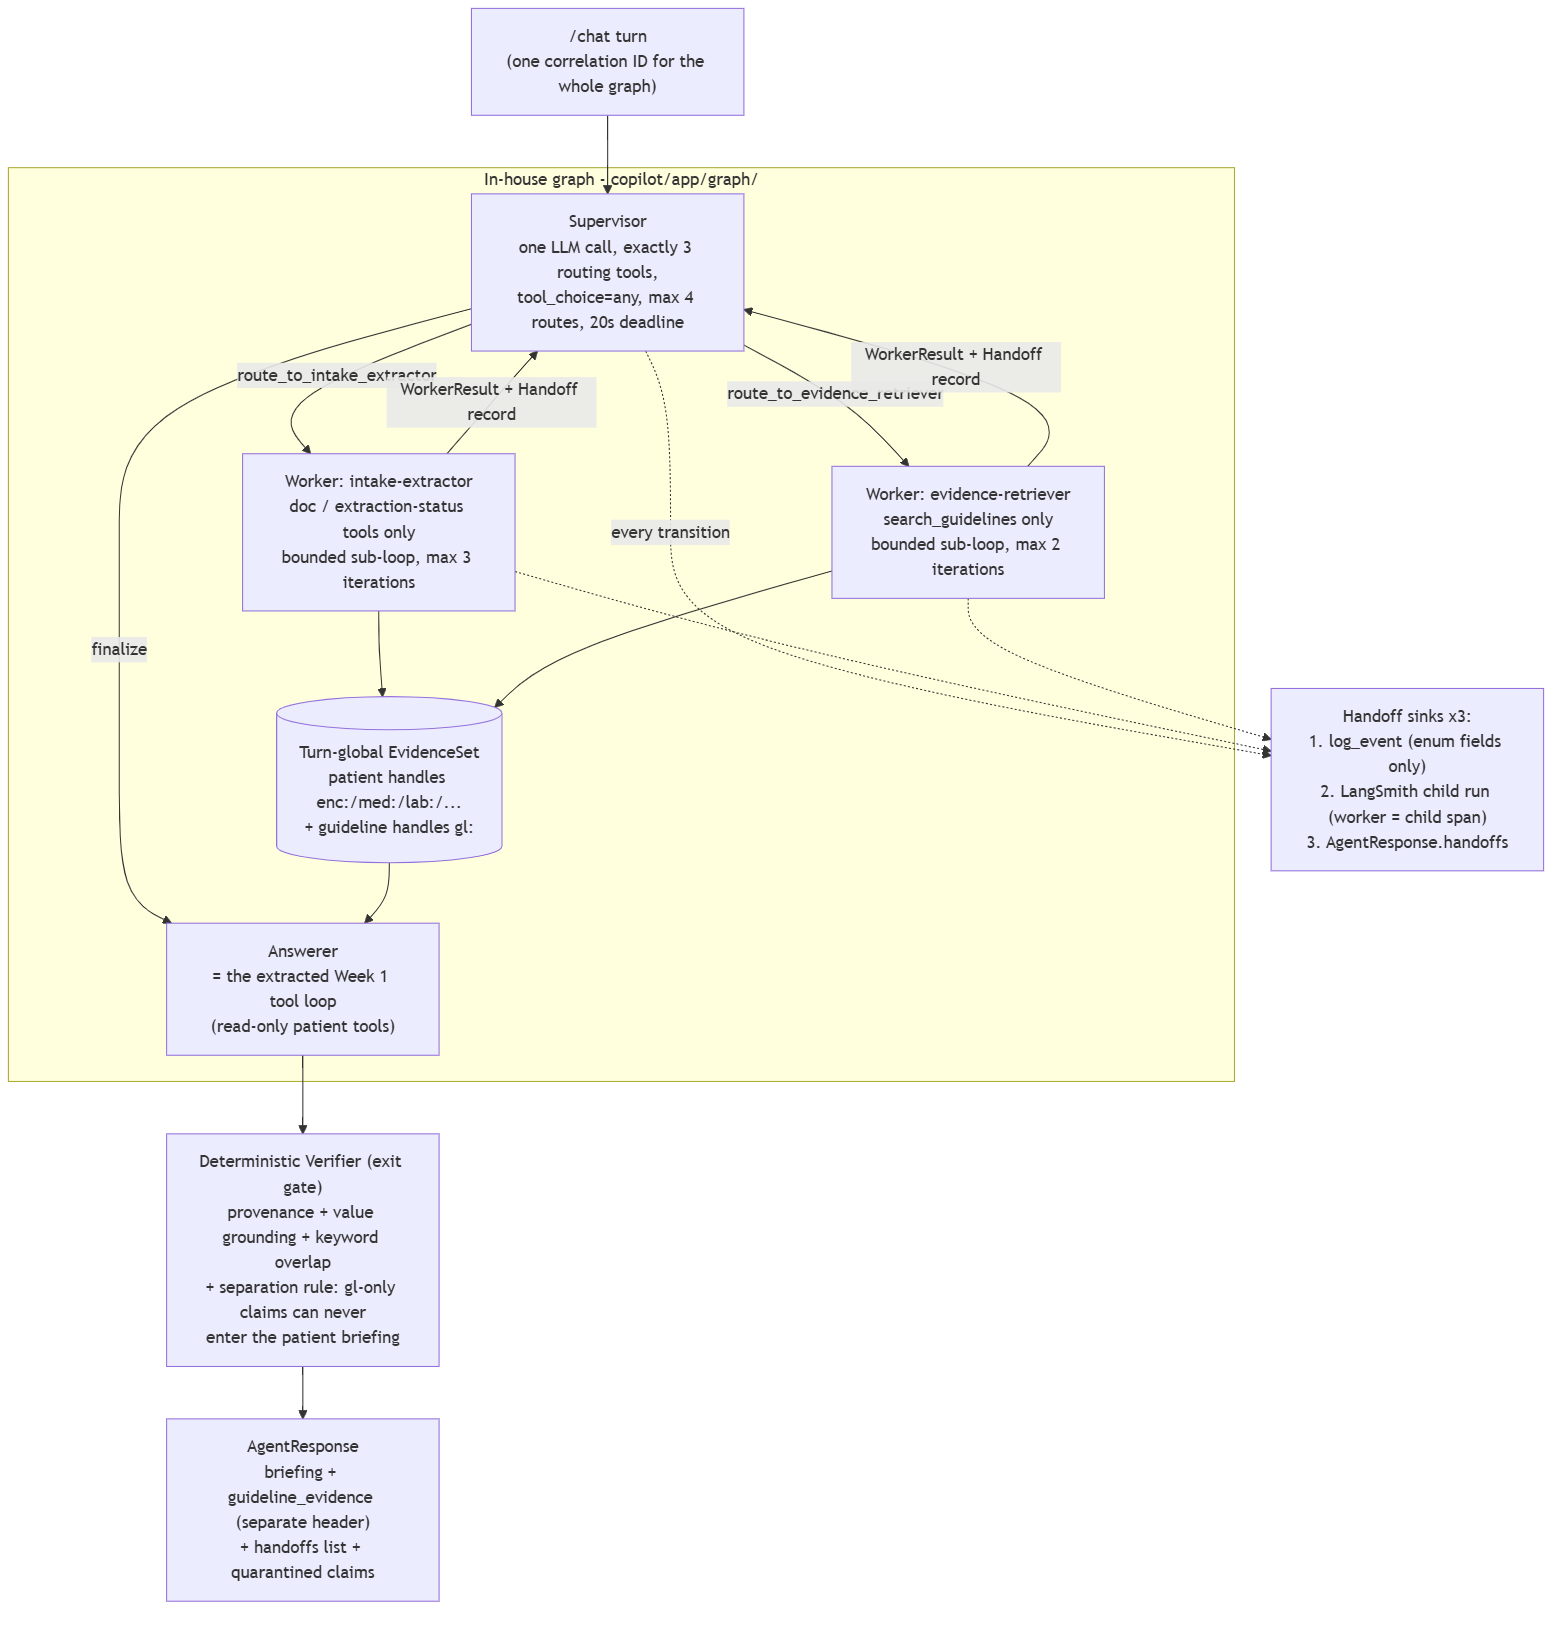 /chat turn
(one correlation ID for the
whole graph)
In-house graph - copilot/app/graph/
Supervisor
one LLM call, exactly 3
routing tools,
tool_choice=any, max 4
routes, 20s deadline
route_to_intake_extractor
WorkerResult + Handoff
record
route_to_evidence_retriever
WorkerResult + Handoff
record
Worker: intake-extractor
doc / extraction-status
tools only
bounded sub-loop, max 3
iterations
every transition
Worker: evidence-retriever
search_guidelines only
bounded sub-loop, max 2
iterations
finalize
Turn-global EvidenceSet
patient handles
enc:/med:/lab:/...
+ guideline handles gl:
Handoff sinks x3:
1. log_event (enum fields
only)
2. LangSmith child run
(worker = child span)
3. AgentResponse.handoffs
Answerer
= the extracted Week 1
tool loop
(read-only patient tools)
Deterministic Verifier (exit
gate)
provenance + value
grounding + keyword
overlap
+ separation rule: gl-only
claims can never
enter the patient briefing
AgentResponse
briefing +
guideline_evidence
(separate header)
+ handoffs list +
quarantined claims